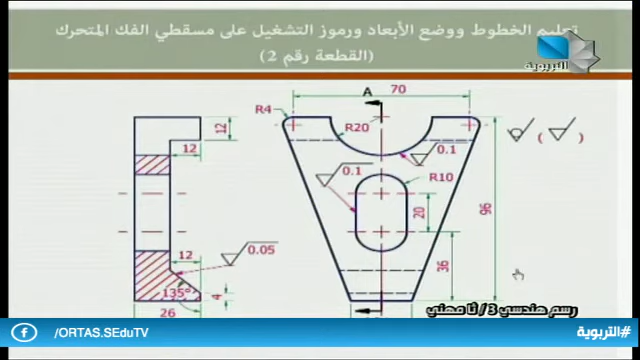 تعليم الخطوط ووضع الأبعاد ورموز التشغيل على مسقطي الفك المتحرك
(القطعة رقم 2)
التربوية
A
70
R4
12
12
R20
0.1
0.1
( )
R10
20
96
36
12
0.05
135°
4
26
رسم هندسي 3 / ثا مهني
/ORTAS.SEduTV
#التربوية